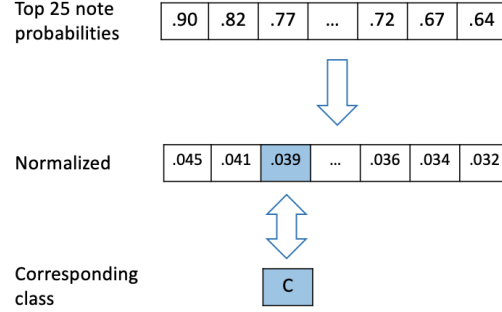 Top 25 note
probabilities
.90 .82 .77 ... .72 .67 .64
Normalized
.045 .041 .039 ... .036 .034 .032
Corresponding
class
C